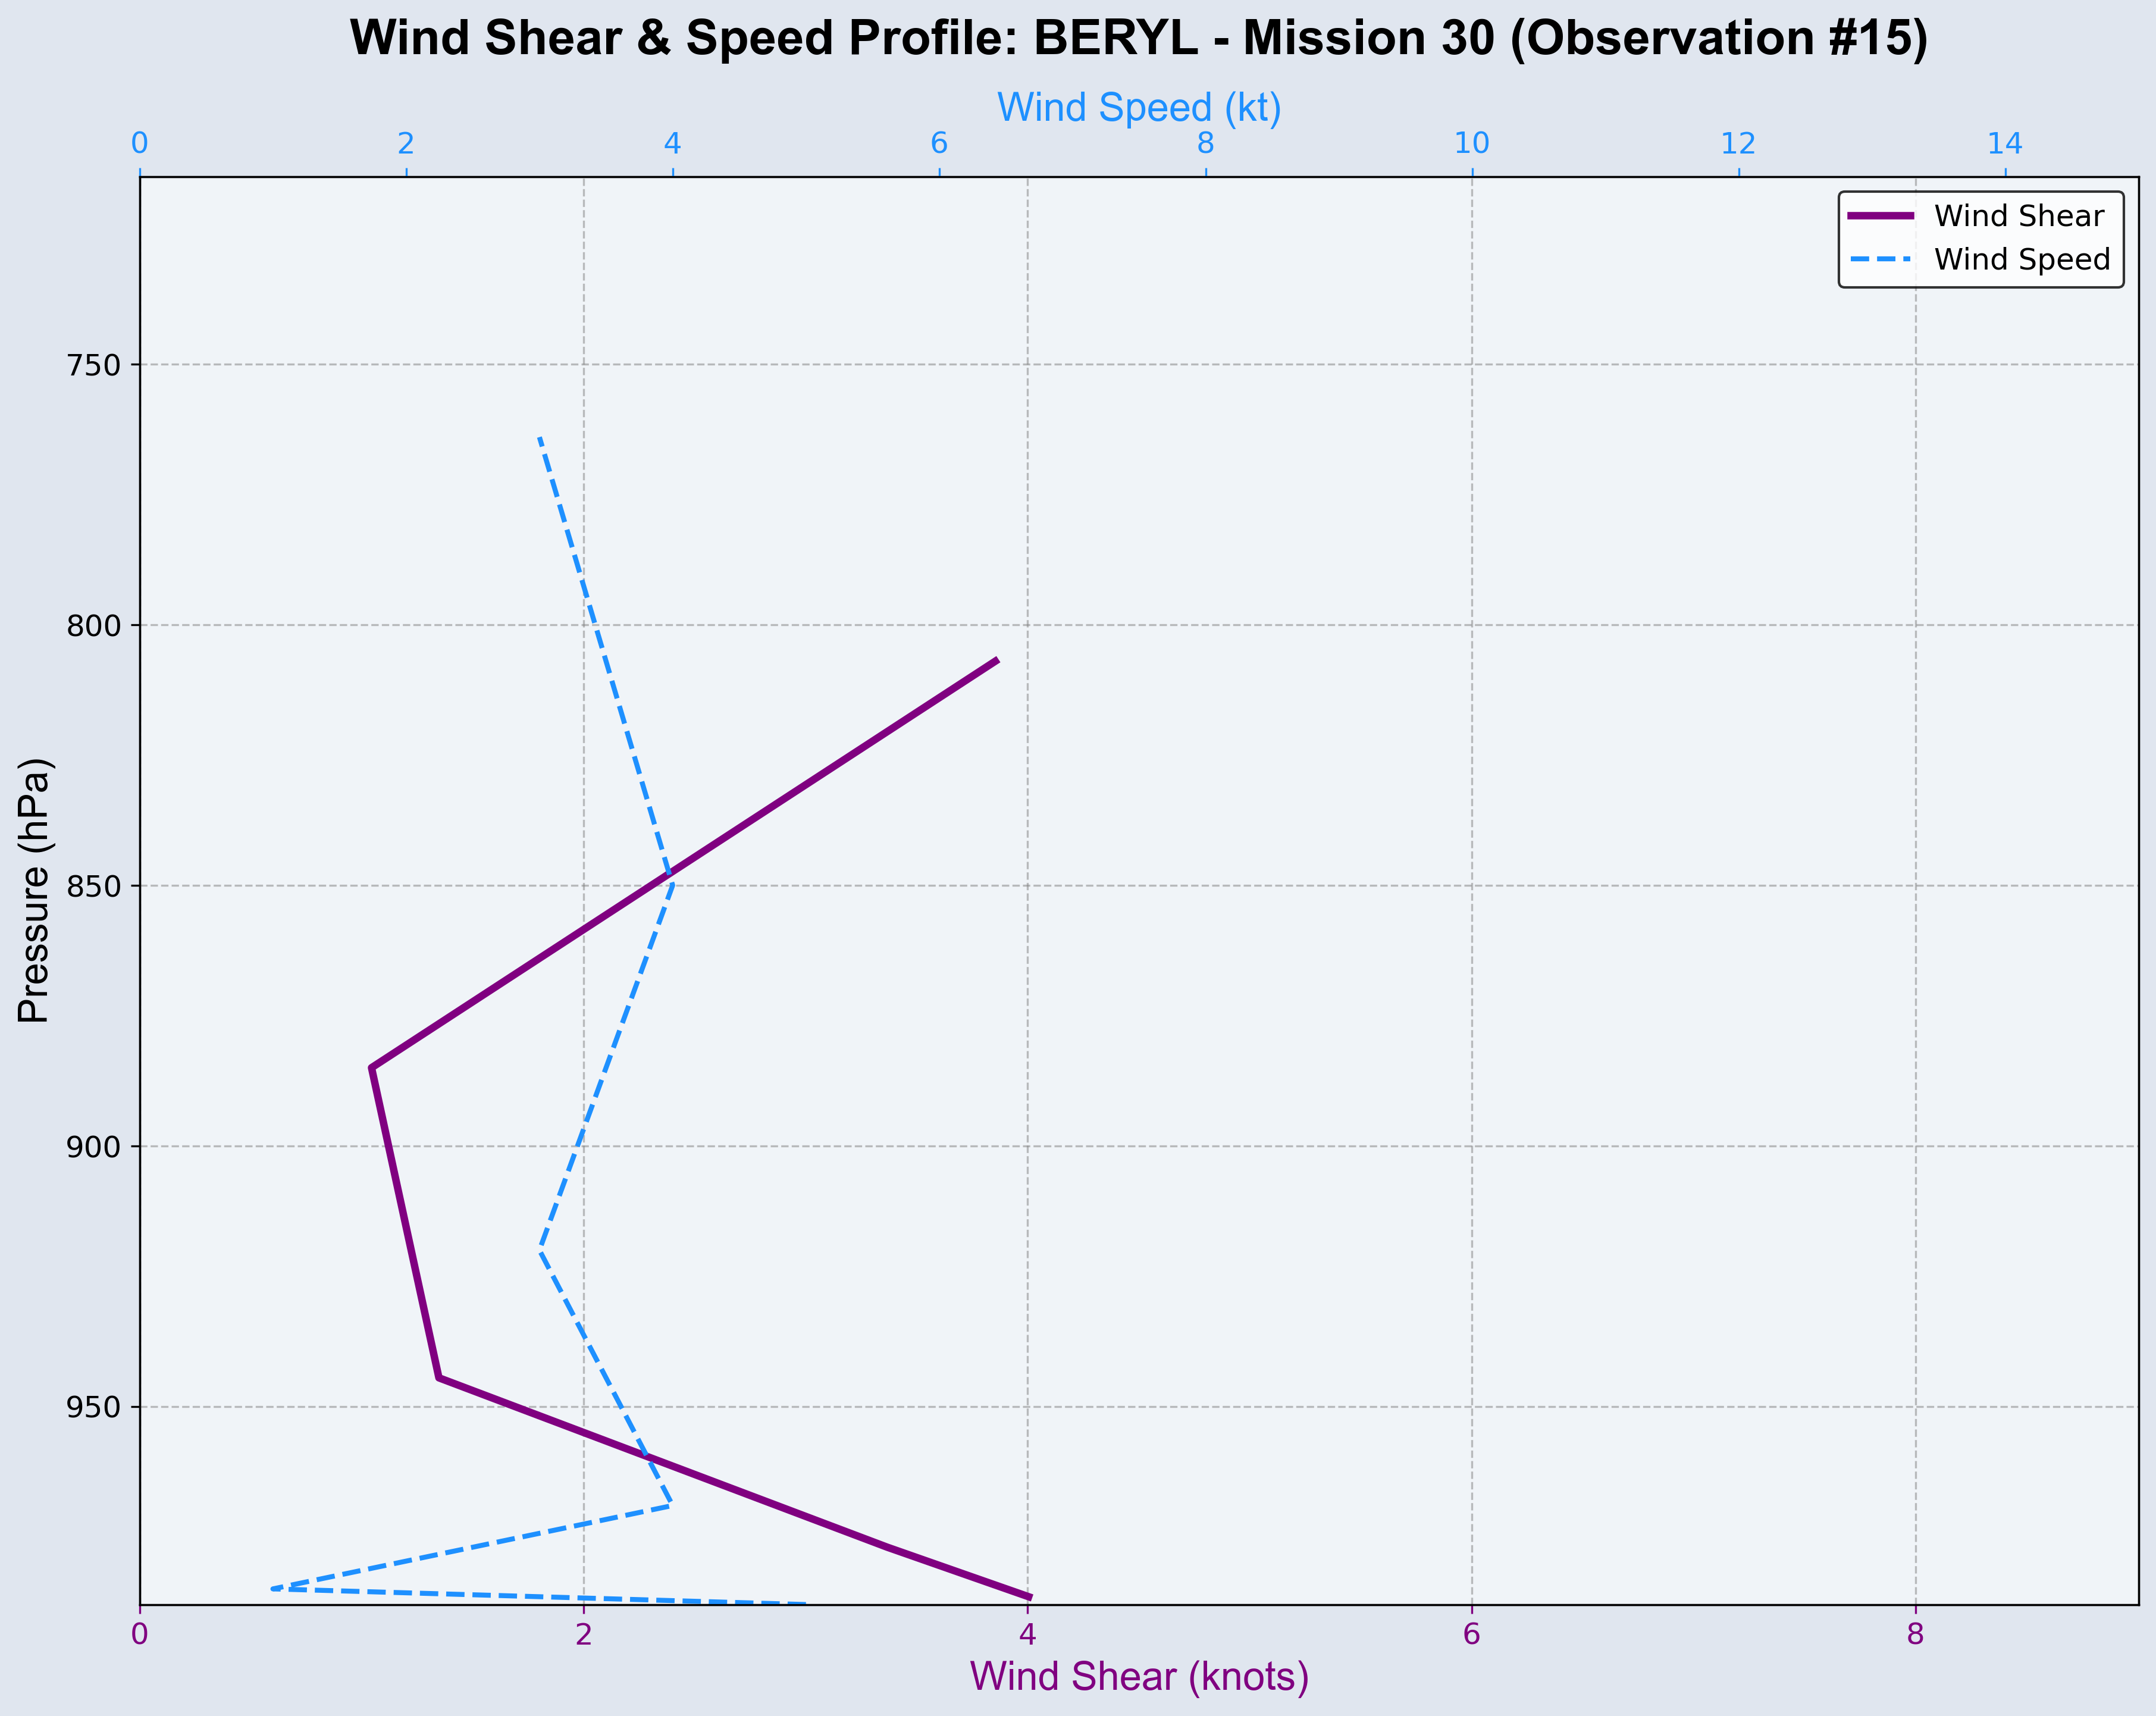 Wind Shear & Speed Profile: BERYL - Mission 30 (Observation #15)
Wind Speed (kt)
0 2 4 6 8 10 12 14
Wind Shear
Wind Speed
750
800
850
900
950
Pressure (hPa)
0 2 4 6 8
Wind Shear (knots)